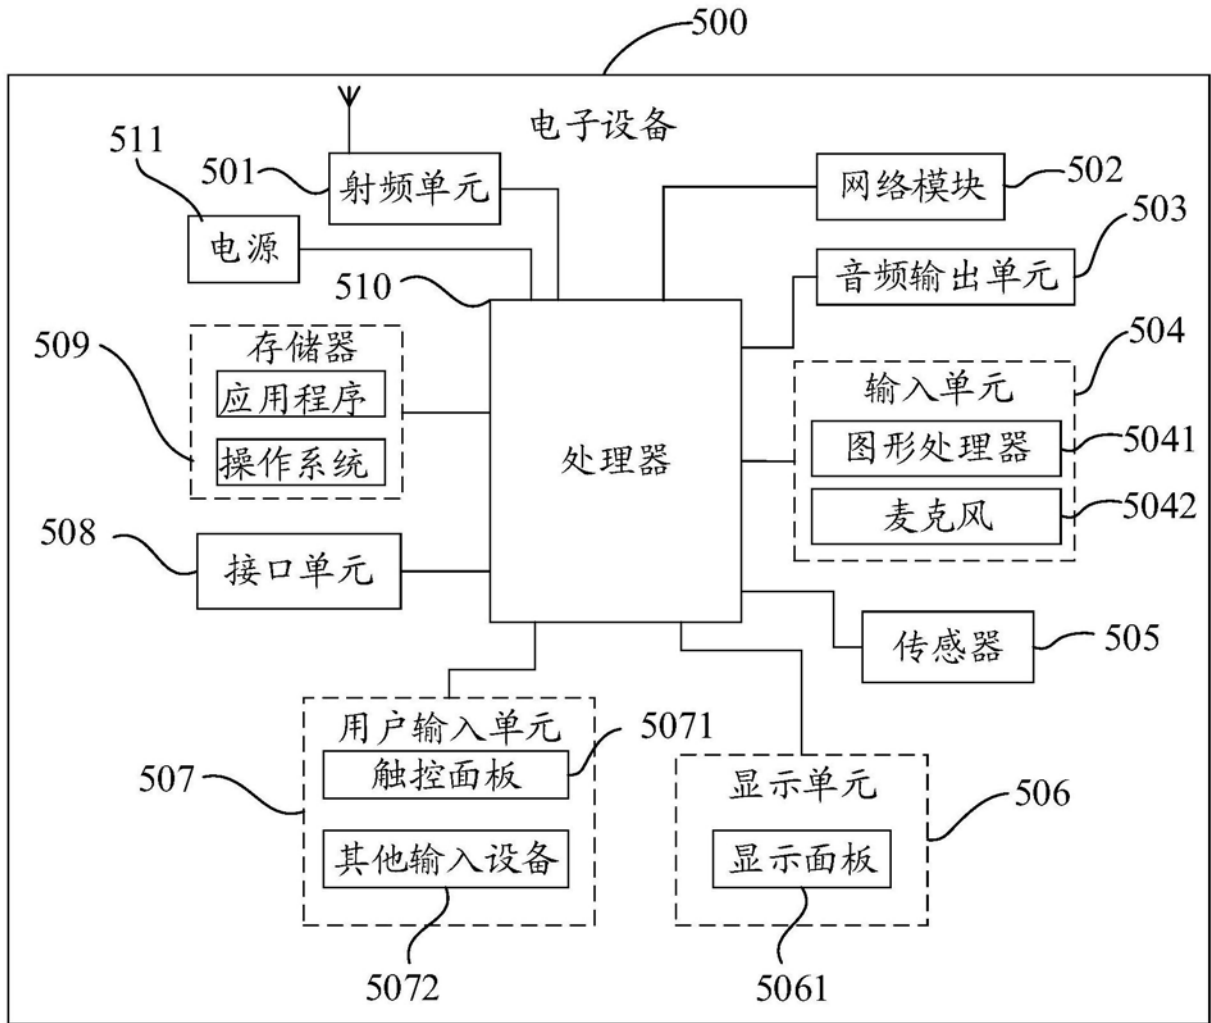 500
电子设备
511
501
射频单元
网络模块
502
电源
503
音频输出单元
510
509
存储器
应用程序
操作系统
504
输入单元
图形处理器
5041
麦克风
5042
处理器
508
接口单元
传感器
505
用户输入单元
5071
507
触控面板
其他输入设备
5072
显示单元
506
显示面板
5061